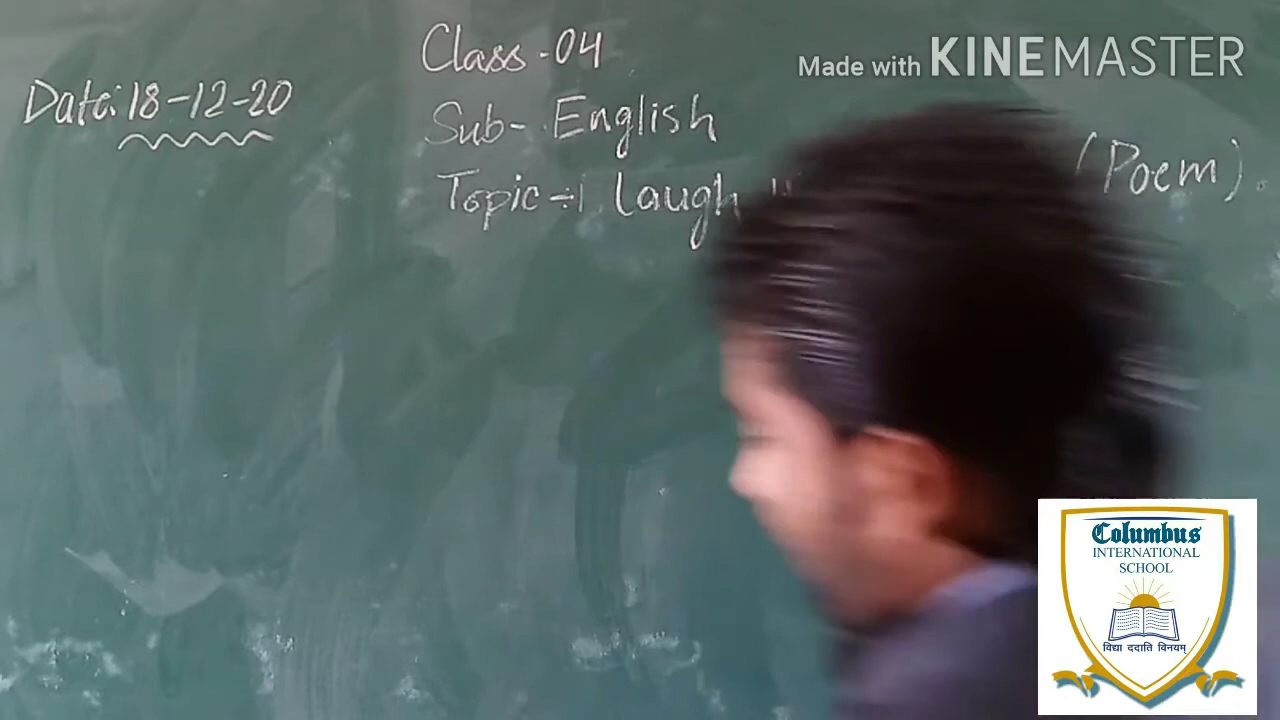 Made with KINEMASTER
Class - 04
Date: 18-12-20
Sub- English
(Poem).
Topic ÷ I laugh
Columbus
INTERNATIONAL
SCHOOL
विद्या ददाति विनयम्